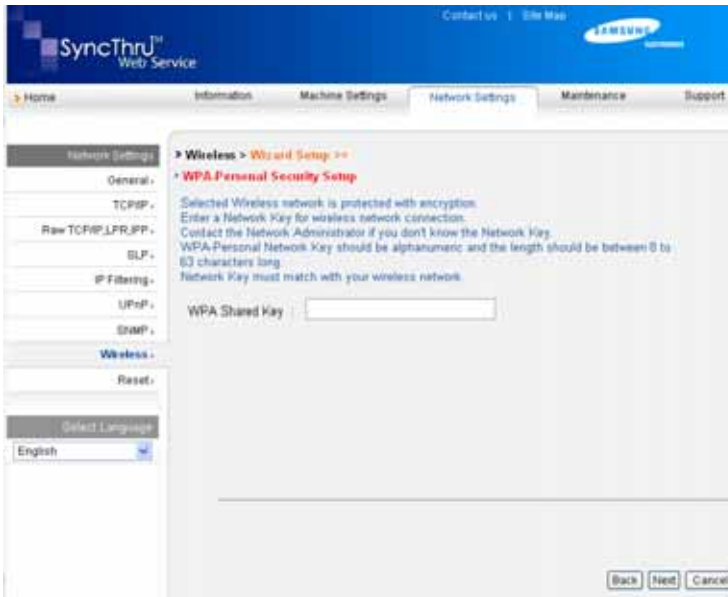 Contact us | Site Map
SAMSUNG
ELECTRONICS
SyncThru™
Web Service
Home
Information
Machine Settings
Network Settings
Maintenance
Support
Network Settings
General
TCP/IP
Raw TCP/IP,LPR,IPP
SLP
IP Filtering
UPnP
SNMP
Wireless
Reset
Select Language
English
Wireless > Wizard Setup >>
WPA-Personal Security Setup
Selected Wireless network is protected with encryption.
Enter a Network Key for wireless network connection.
Contact the Network Administrator if you don't know the Network Key.
WPA-Personal Network Key should be alphanumeric and the length should be between 8 to
63 characters long.
Network Key must match with your wireless network.
WPA Shared Key :
Back
Next
Cancel